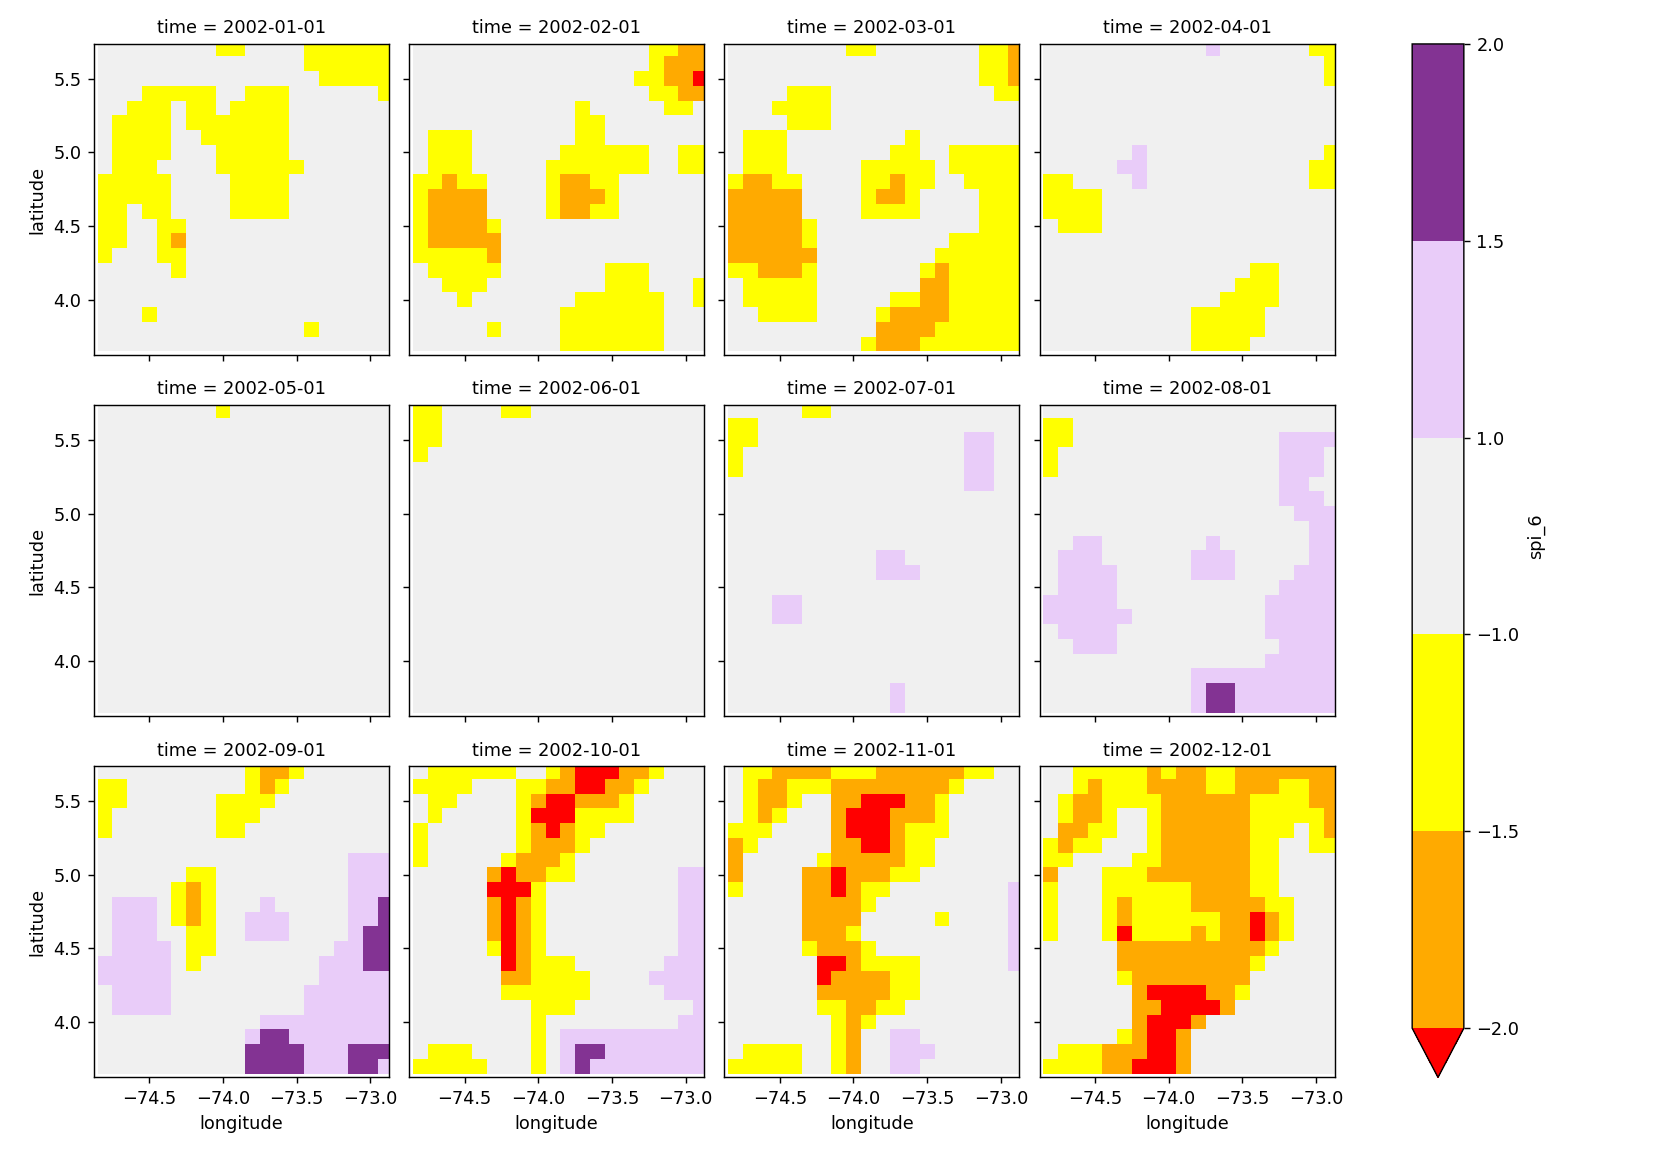 time = 2002-01-01
time = 2002-02-01
time = 2002-03-01
time = 2002-04-01
latitude
5.5
5.0
4.5
4.0
time = 2002-05-01
time = 2002-06-01
time = 2002-07-01
time = 2002-08-01
latitude
5.5
5.0
4.5
4.0
time = 2002-09-01
time = 2002-10-01
time = 2002-11-01
time = 2002-12-01
latitude
5.5
5.0
4.5
4.0
−74.5 −74.0 −73.5 −73.0
longitude
−74.5 −74.0 −73.5 −73.0
longitude
−74.5 −74.0 −73.5 −73.0
longitude
−74.5 −74.0 −73.5 −73.0
longitude
2.0
1.5
1.0
−1.0
−1.5
−2.0
spi_6